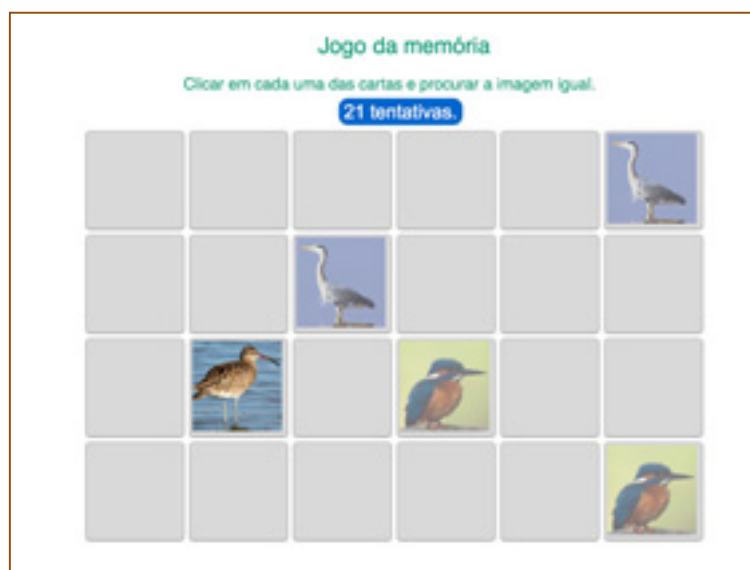 Jogo da memória
Clicar em cada uma das cartas e procurar a imagem igual.
21 tentativas.